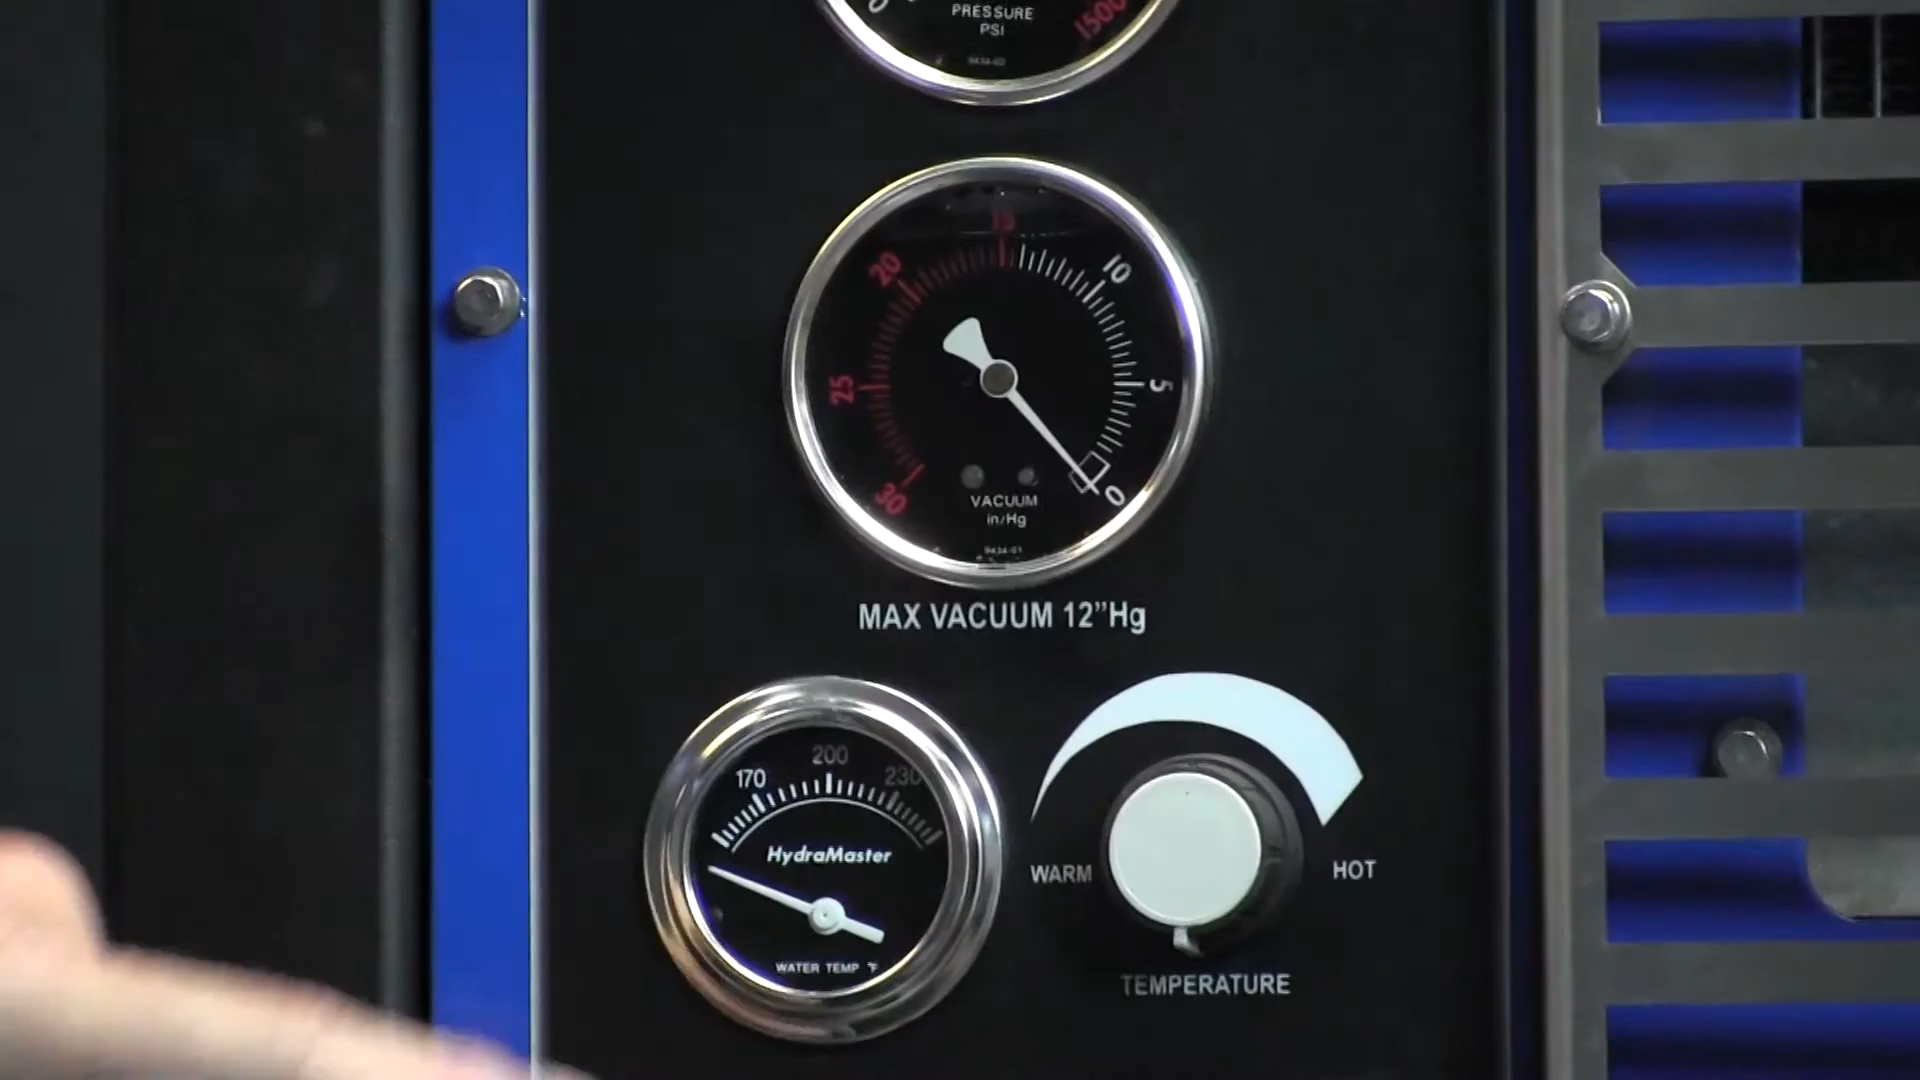 0
PRESSURE
1500
PSI
15
20
10
25
5
30
0
VACUUM
in/Hg
MAX VACUUM 12”Hg
200
170
230
HydraMaster
WATER TEMP °F
WARM
HOT
TEMPERATURE